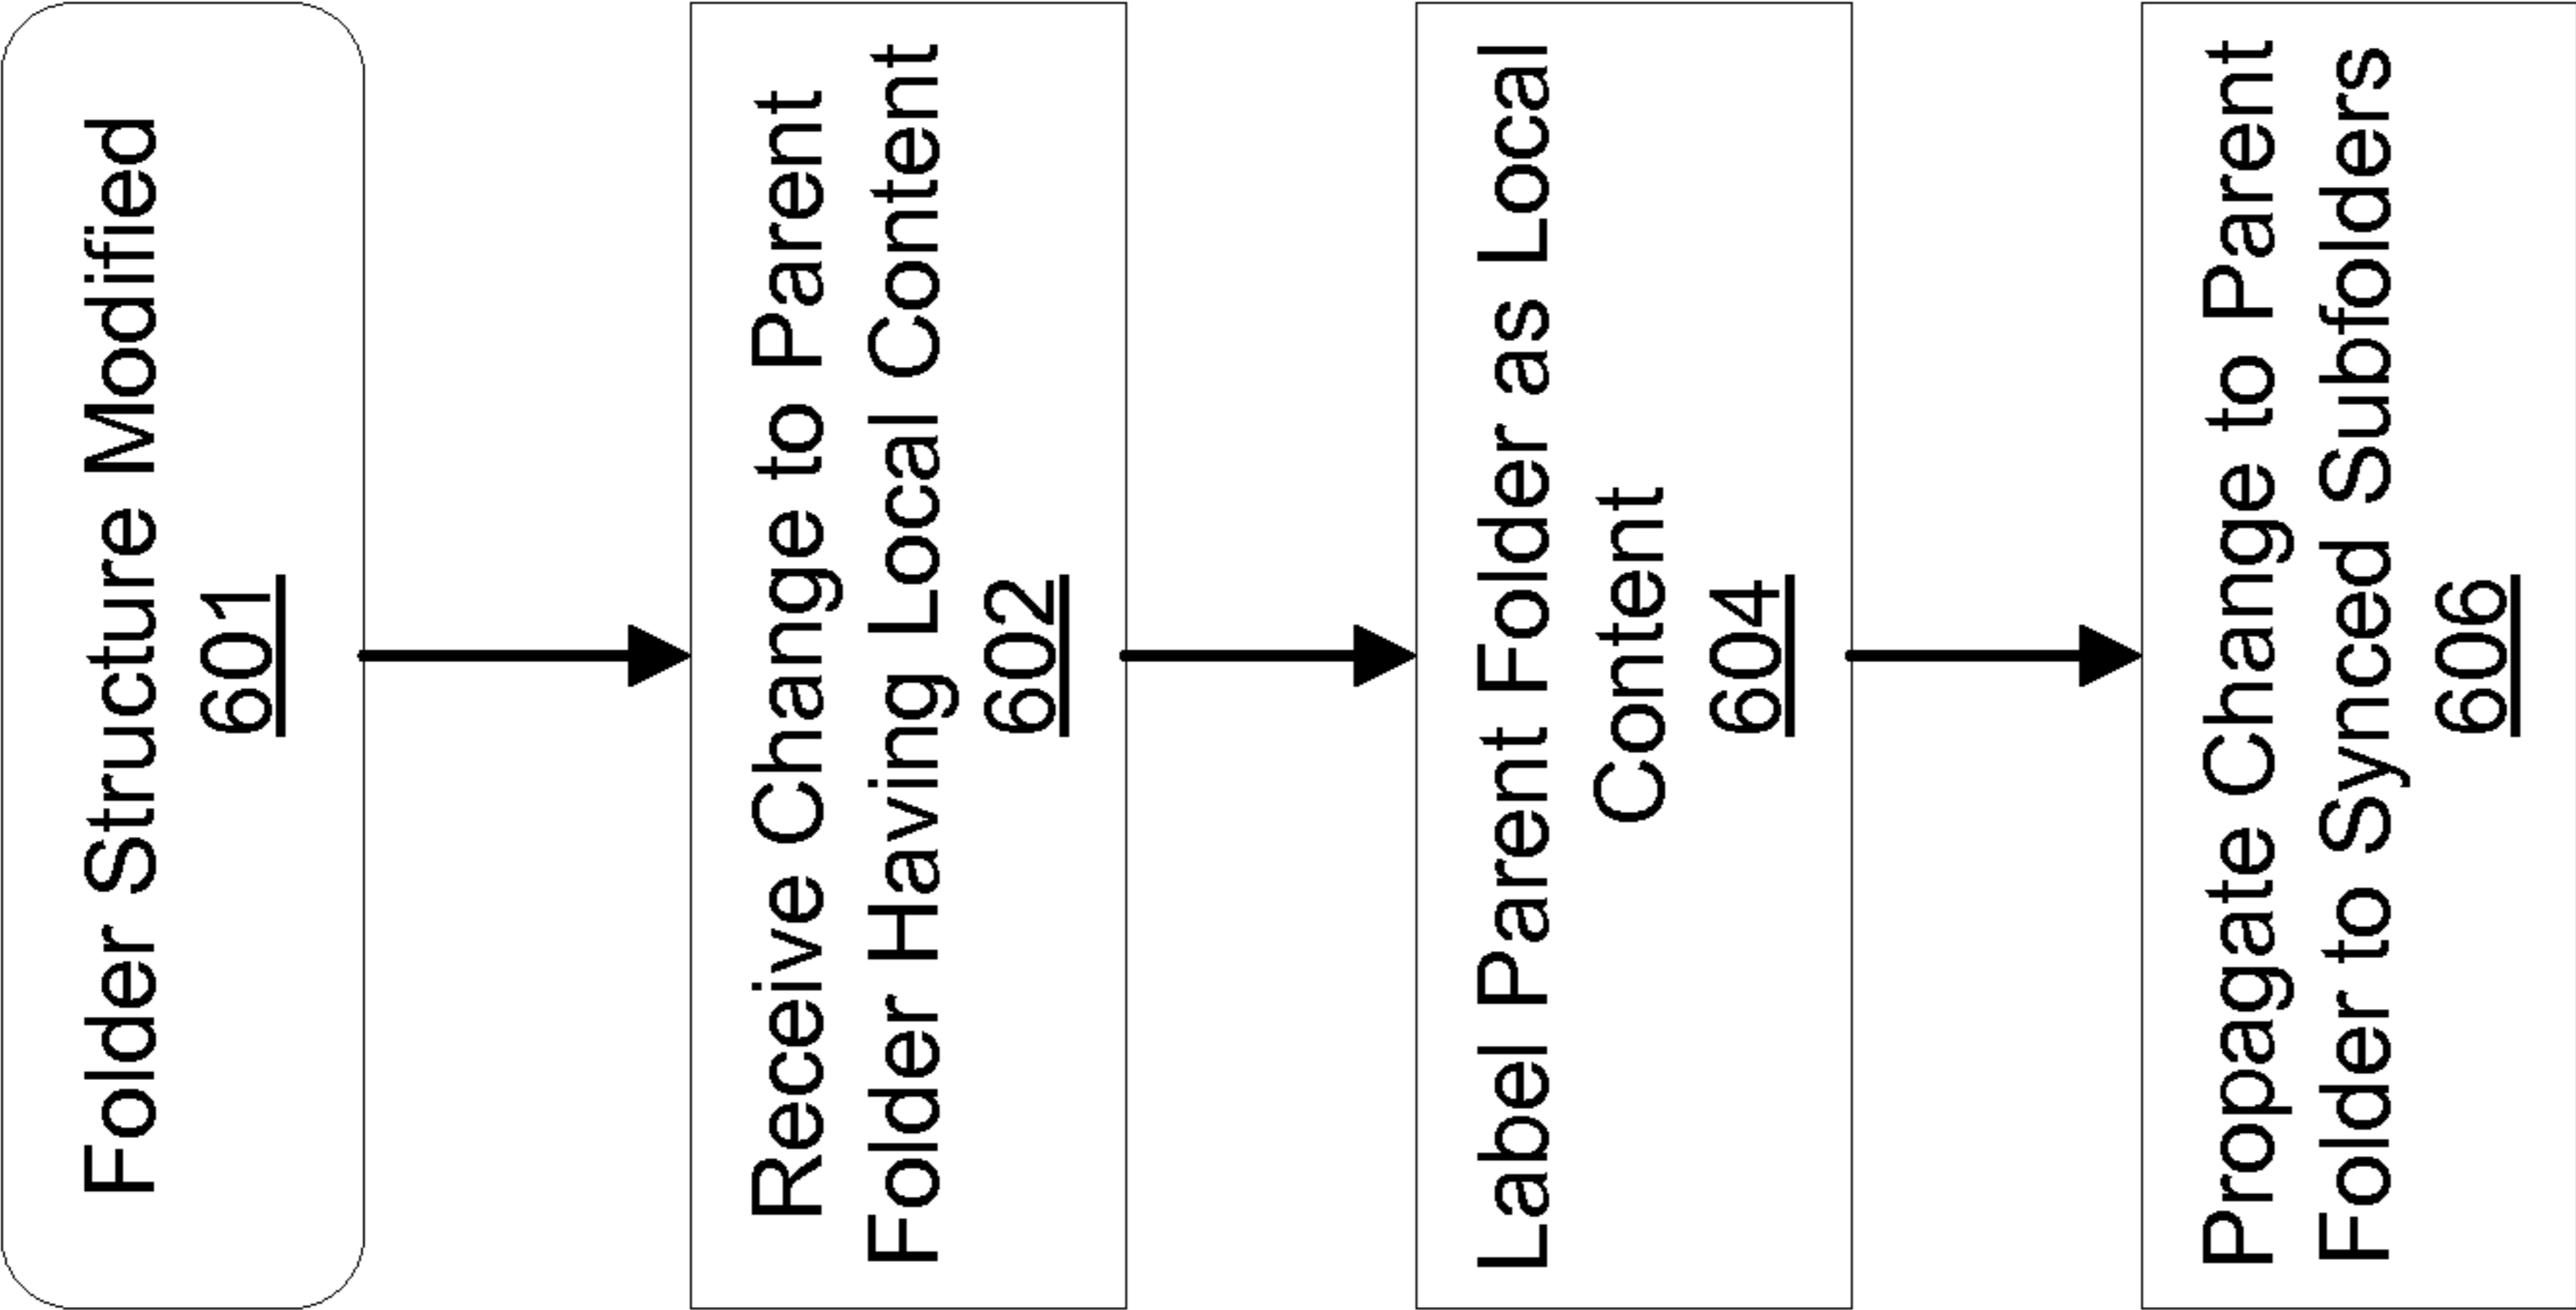 Folder Structure Modified
601
Receive Change to Parent
Folder Having Local Content
602
Label Parent Folder as Local
Content
604
Propagate Change to Parent
Folder to Synced Subfolders
606